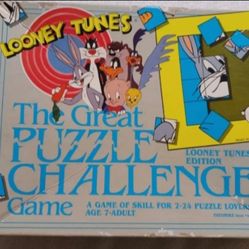 LOONEY TUNES
The Great
PUZZLE
CHALLENGE
Game
LOONEY TUNES
EDITION
A GAME OF SKILL FOR 2-24 PUZZLE LOVERS
AGE 7-ADULT